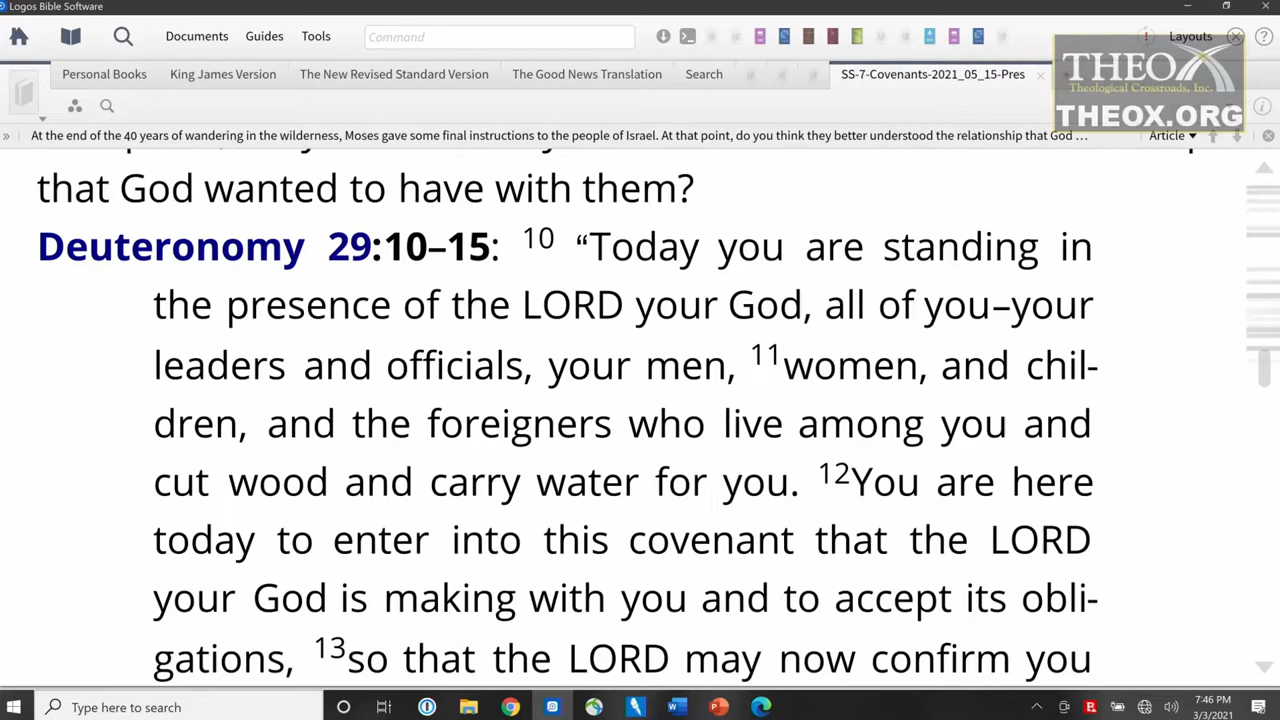 Logos Bible Software
Documents Guides Tools Command Layouts
Personal Books King James Version The New Revised Standard Version The Good News Translation Search SS-7-Covenants-2021_05_15-Pres
THEOX
Theological Crossroads, Inc.
THEOX.ORG
At the end of the 40 years of wandering in the wilderness, Moses gave some final instructions to the people of Israel. At that point, do you think they better understood the relationship that God ... Article
that God wanted to have with them?
Deuteronomy 29:10–15: 10 “Today you are standing in
the presence of the LORD your God, all of you–your
leaders and officials, your men, 11women, and chil-
dren, and the foreigners who live among you and
cut wood and carry water for you. 12You are here
today to enter into this covenant that the LORD
your God is making with you and to accept its obli-
gations, 13so that the LORD may now confirm you
Type here to search
7:46 PM
3/3/2021